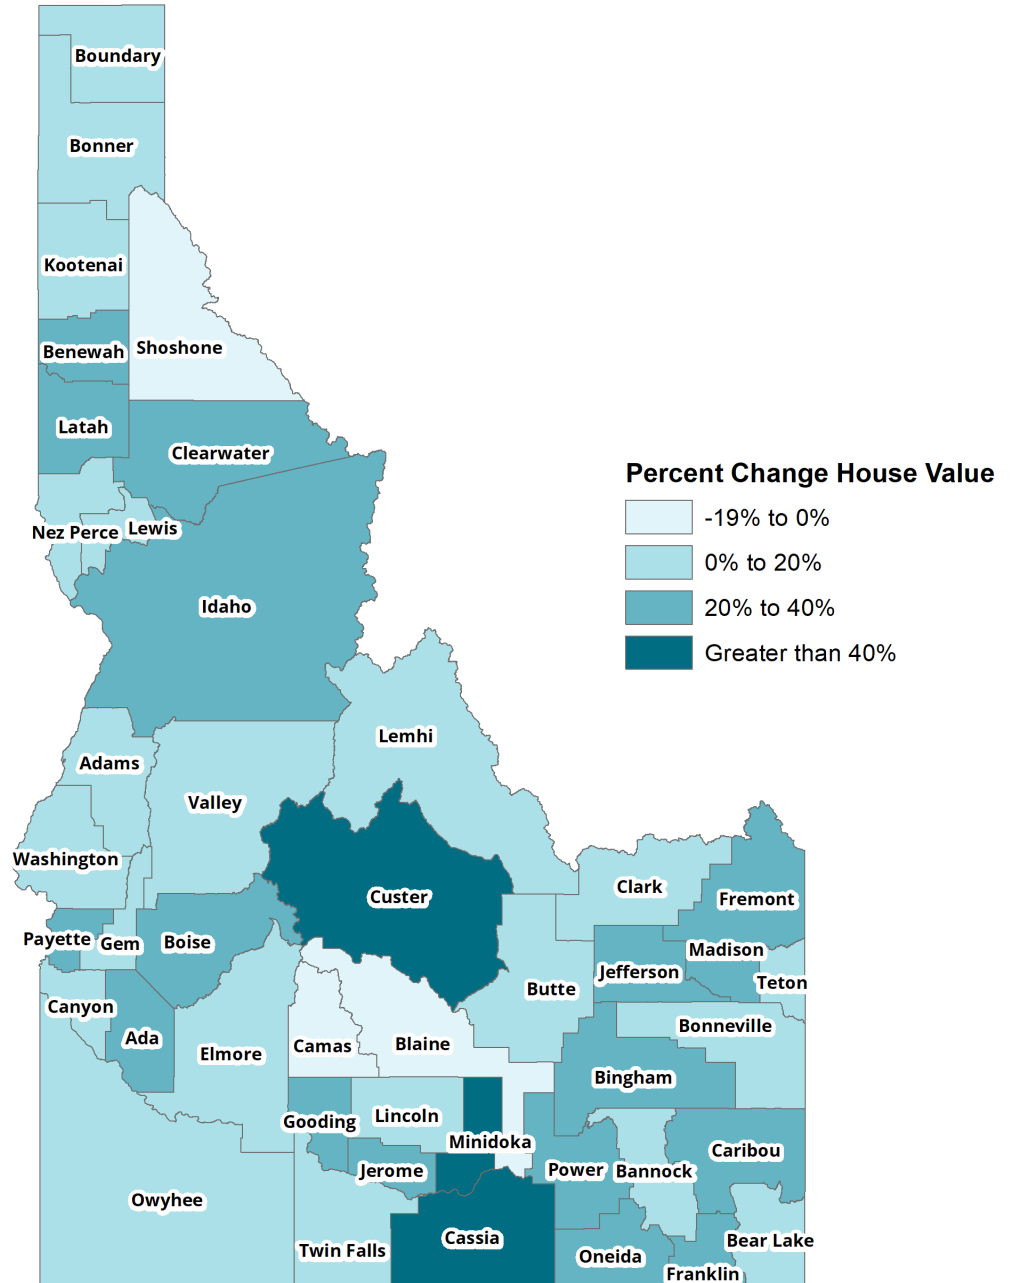 Boundary
Bonner
Kootenai
Benewah
Shoshone
Latah
Clearwater
Percent Change House Value
-19% to 0%
Nez Perce
Lewis
0% to 20%
Idaho
20% to 40%
Greater than 40%
Lemhi
Adams
Valley
Washington
Custer
Clark
Fremont
Payette
Gem
Boise
Madison
Jefferson
Teton
Butte
Canyon
Ada
Bonneville
Elmore
Camas
Blaine
Bingham
Gooding
Lincoln
Minidoka
Jerome
Power
Bannock
Caribou
Owyhee
Twin Falls
Cassia
Oneida
Bear Lake
Franklin